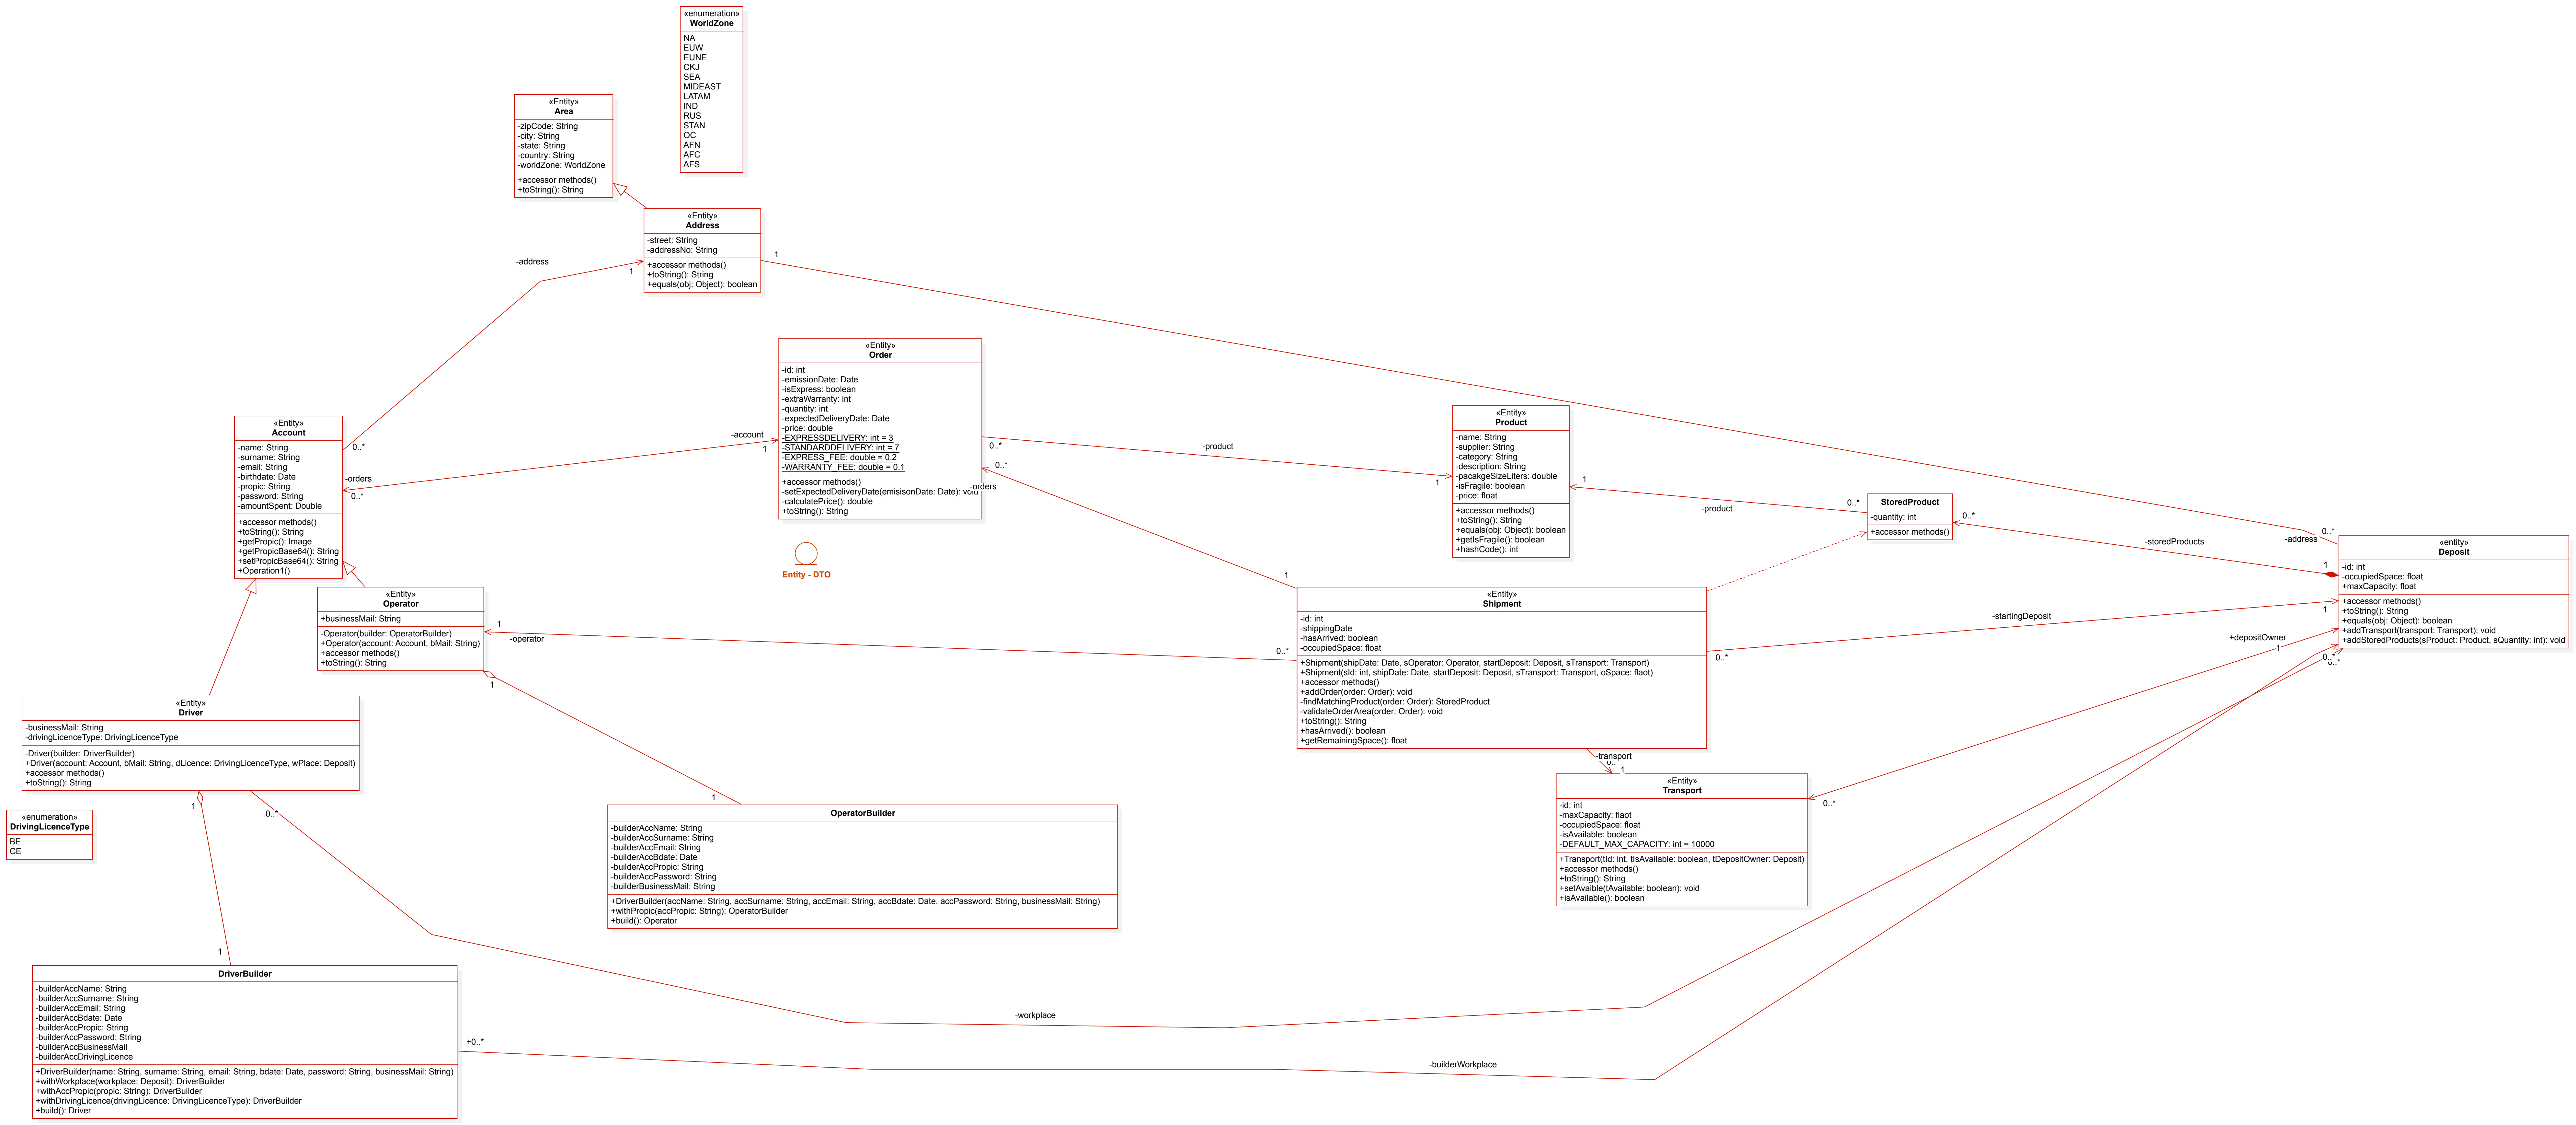 «enumeration»
WorldZone
NA
EUW
EUNE
CKJ
SEA
MIDEAST
LATAM
IND
RUS
STAN
OC
AFN
AFC
AFS
«Entity»
Area
-zipCode: String
-city: String
-state: String
-country: String
-worldZone: WorldZone
+accessor methods()
+toString(): String
«Entity»
Address
-street: String
-addressNo: String
+accessor methods()
+toString(): String
+equals(obj: Object): boolean
-address
1
0..*
1
0..*
-address
«Entity»
Order
-id: int
-emissionDate: Date
-isExpress: boolean
-extraWarranty: int
-quantity: int
-expectedDeliveryDate: Date
-price: double
-EXPRESSDELIVERY: int = 3
-STANDARDDELIVERY: int = 7
-EXPRESS_FEE: double = 0.2
-WARRANTY_FEE: double = 0.1
+accessor methods()
-setExpectedDeliveryDate(emisisonDate: Date): void
-calculatePrice(): double
+toString(): String
«Entity»
Account
-name: String
-surname: String
-email: String
-birthdate: Date
-propic: String
-password: String
-amountSpent: Double
+accessor methods()
+toString(): String
+getPropic(): Image
+getPropicBase64(): String
+setPropicBase64(): String
+Operation1()
-account
1
-orders
0..*
0..*
-product
1
0..*
-orders
1
«Entity»
Product
-name: String
-supplier: String
-category: String
-description: String
-pacakgeSizeLiters: double
-isFragile: boolean
-price: float
+accessor methods()
+toString(): String
+equals(obj: Object): boolean
+getIsFragile(): boolean
+hashCode(): int
1
-product
0..*
StoredProduct
-quantity: int
+accessor methods()
0..*
-storedProducts
1
«entity»
Deposit
-id: int
-occupiedSpace: float
+maxCapacity: float
+accessor methods()
+toString(): String
+equals(obj: Object): boolean
+addTransport(transport: Transport): void
+addStoredProducts(sProduct: Product, sQuantity: int): void
Entity - DTO
«Entity»
Operator
+businessMail: String
-Operator(builder: OperatorBuilder)
+Operator(account: Account, bMail: String)
+accessor methods()
+toString(): String
1
-operator
0..*
«Entity»
Shipment
-id: int
-shippingDate
-hasArrived: boolean
-occupiedSpace: float
+Shipment(shipDate: Date, sOperator: Operator, startDeposit: Deposit, sTransport: Transport)
+Shipment(sId: int, shipDate: Date, startDeposit: Deposit, sTransport: Transport, oSpace: flaot)
+accessor methods()
+addOrder(order: Order): void
-findMatchingProduct(order: Order): StoredProduct
-validateOrderArea(order: Order): void
+toString(): String
+hasArrived(): boolean
+getRemainingSpace(): float
-startingDeposit
1
0..*
+depositOwner
1
0..*
0..*
0..*
-transport
0..*
1
«Entity»
Transport
-id: int
-maxCapacity: flaot
-occupiedSpace: float
-isAvailable: boolean
-DEFAULT_MAX_CAPACITY: int = 10000
+Transport(tId: int, tIsAvailable: boolean, tDepositOwner: Deposit)
+accessor methods()
+toString(): String
+setAvaible(tAvailable: boolean): void
+isAvailable(): boolean
«Entity»
Driver
-businessMail: String
-drivingLicenceType: DrivingLicenceType
-Driver(builder: DriverBuilder)
+Driver(account: Account, bMail: String, dLicence: DrivingLicenceType, wPlace: Deposit)
+accessor methods()
+toString(): String
1
0..*
1
1
«enumeration»
DrivingLicenceType
BE
CE
OperatorBuilder
-builderAccName: String
-builderAccSurname: String
-builderAccEmail: String
-builderAccBdate: Date
-builderAccPropic: String
-builderAccPassword: String
-builderBusinessMail: String
+DriverBuilder(accName: String, accSurname: String, accEmail: String, accBdate: Date, accPassword: String, businessMail: String)
+withPropic(accPropic: String): OperatorBuilder
+build(): Operator
1
DriverBuilder
-builderAccName: String
-builderAccSurname: String
-builderAccEmail: String
-builderAccBdate: Date
-builderAccPropic: String
-builderAccPassword: String
-builderAccBusinessMail
-builderAccDrivingLicence
+DriverBuilder(name: String, surname: String, email: String, bdate: Date, password: String, businessMail: String)
+withWorkplace(workplace: Deposit): DriverBuilder
+withAccPropic(propic: String): DriverBuilder
+withDrivingLicence(drivingLicence: DrivingLicenceType): DriverBuilder
+build(): Driver
-workplace
+0..*
-builderWorkplace